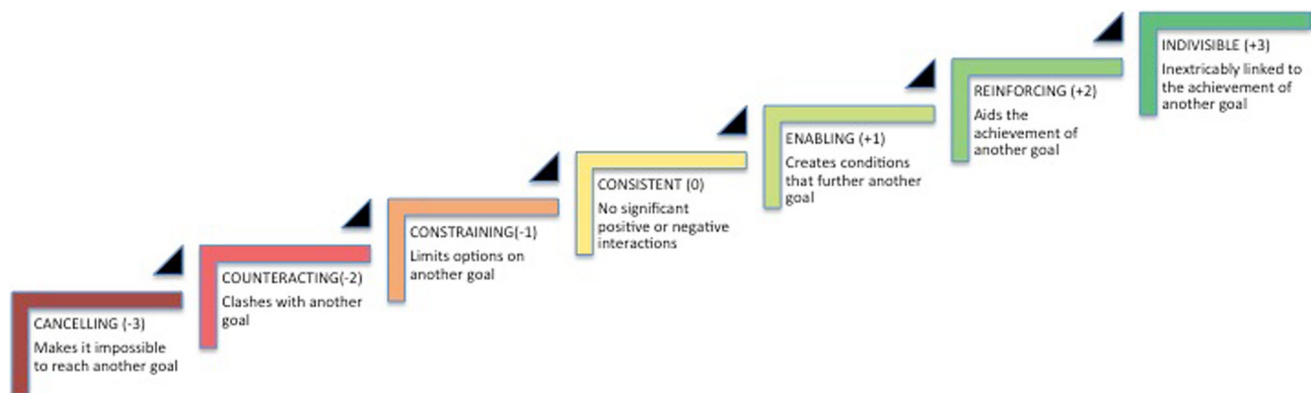 CANCELLING (-3)
Makes it impossible
to reach another goal
COUNTERACTING(-2)
Clashes with another
goal
CONSTRAINING(-1)
Limits options on
another goal
CONSISTENT (0)
No significant
positive or negative
interactions
ENABLING (+1)
Creates conditions
that further another
goal
REINFORCING (+2)
Aids the
achievement of
another goal
INDIVISIBLE (+3)
Inextricably linked to
the achievement of
another goal